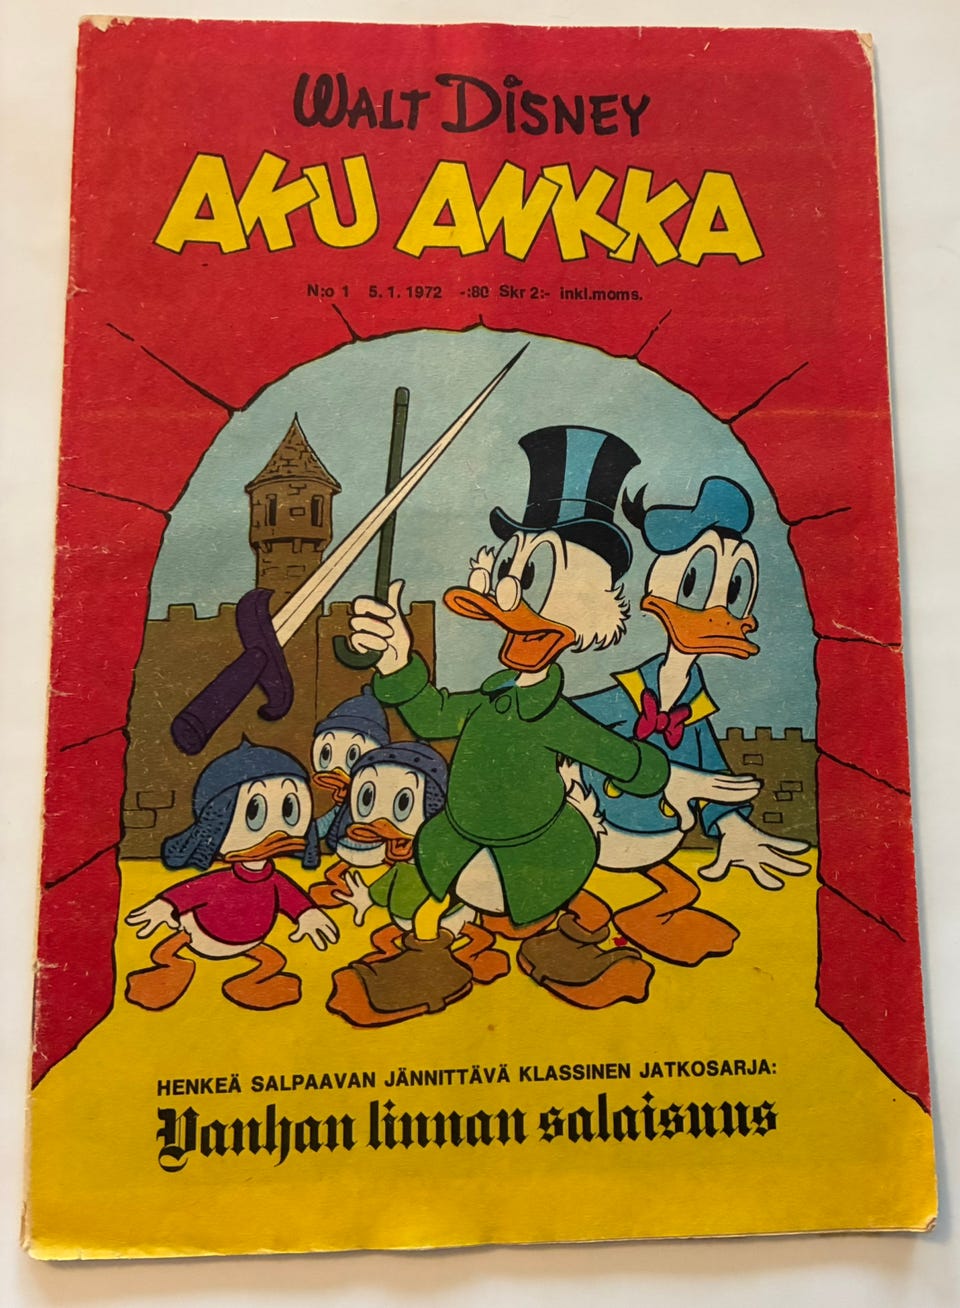 WALT DISNEY
AKU ANKKA
N:o 1 5.1.1972 -:80 Skr 2:- inkl.moms.
HENKEÄ SALPAAVAN JÄNNITTÄVÄ KLASSINEN JATKOSARJA:
Vanhan linnan salaisuus